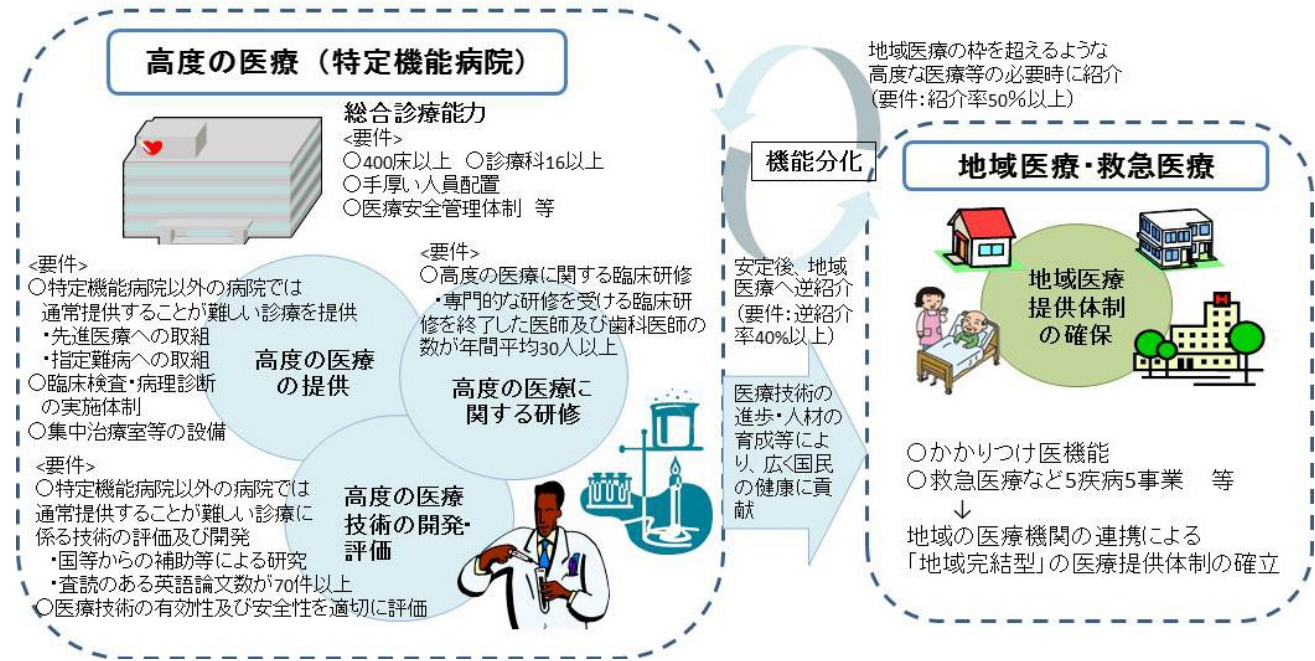 高度の医療（特定機能病院）
総合診療能力
<要件>
○400床以上　○診療科16以上
○手厚い人員配置
○医療安全管理体制　等
<要件>
○特定機能病院以外の病院では
通常提供することが難しい診療を提供
・先進医療への取組
・指定難病への取組
○臨床検査・病理診断
の実施体制
○集中治療室等の設備
高度の医療
の提供
<要件>
○高度の医療に関する臨床研修
・専門的な研修を受ける臨床研
修を終了した医師及び歯科医師の
数が年間平均30人以上
高度の医療に
関する研修
<要件>
○特定機能病院以外の病院では
通常提供することが難しい診療に
係る技術の評価及び開発
・国等からの補助等による研究
・査読のある英語論文数が70件以上
○医療技術の有効性及び安全性を適切に評価
高度の医療
技術の開発・
評価
地域医療の枠を超えるような
高度な医療等の必要時に紹介
（要件：紹介率50％以上）
機能分化
安定後、地域
医療へ逆紹介
（要件：逆紹介
率40％以上）
医療技術の
進歩・人材の
育成等によ
り、広く国民
の健康に貢
献
地域医療・救急医療
地域医療
提供体制
の確保
H
○かかりつけ医機能
○救急医療など5疾病5事業　等
↓
地域の医療機関の連携による
「地域完結型」の医療提供体制の確立